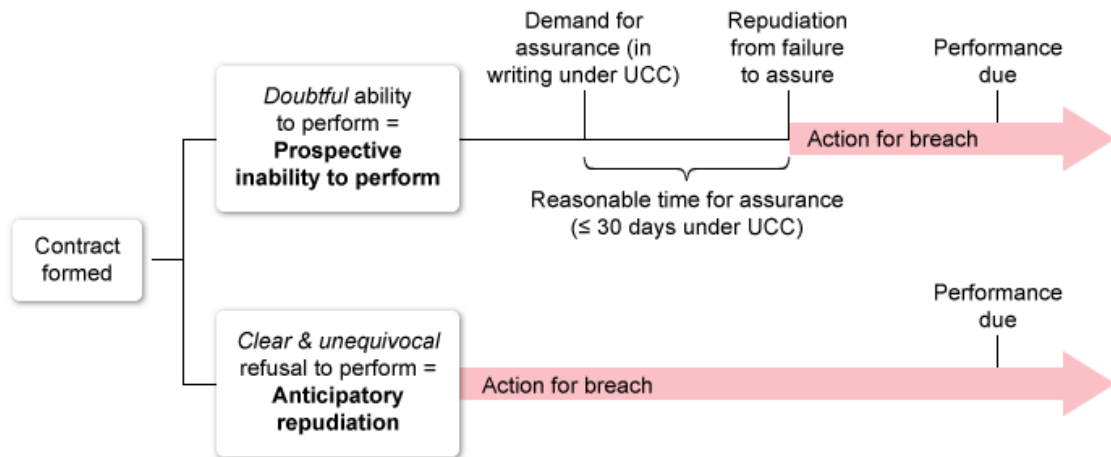 Demand for
assurance (in
writing under UCC)
Repudiation
from failure
to assure
Performance
due
Doubtful ability
to perform =
Prospective
inability to perform
Action for breach
Reasonable time for assurance
(≤ 30 days under UCC)
Contract
formed
Performance
due
Clear & unequivocal
refusal to perform =
Anticipatory
repudiation
Action for breach